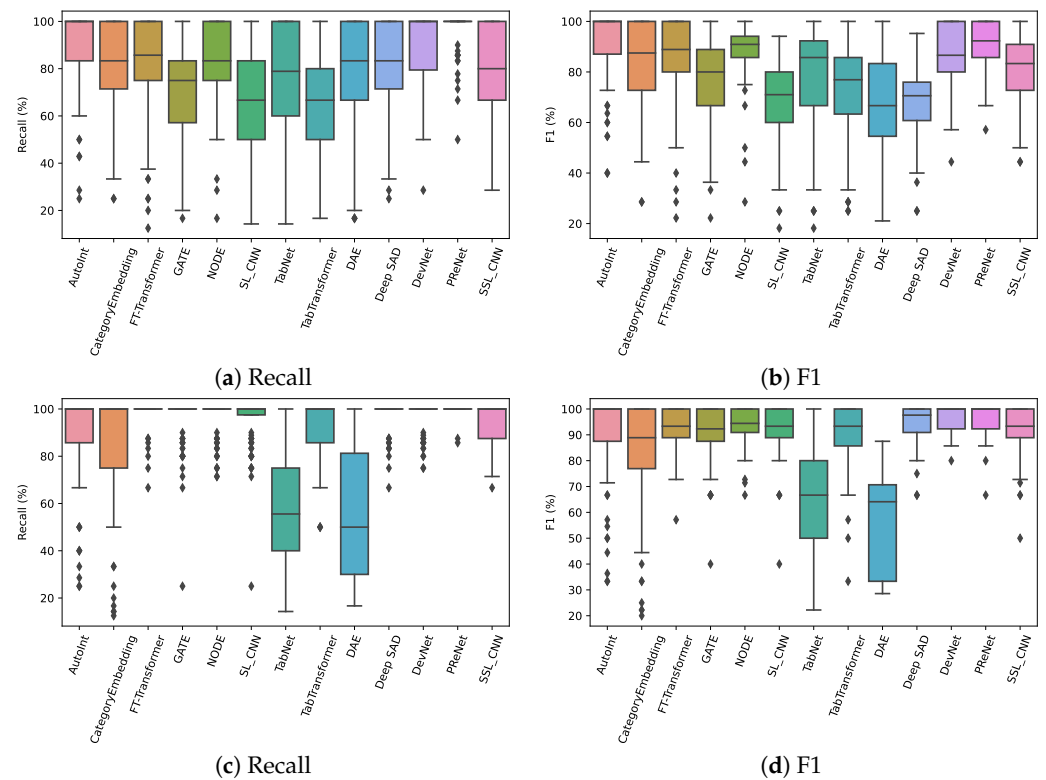 Recall (%)
100
80
60
40
20
AutoInt
CategoryEmbedding
FT-Transformer
GATE
NODE
SL_CNN
TabNet
TabTransformer
DAE
Deep SAD
DevNet
PReNet
SSL_CNN
(a) Recall
F1 (%)
100
80
60
40
20
AutoInt
CategoryEmbedding
FT-Transformer
GATE
NODE
SL_CNN
TabNet
TabTransformer
DAE
Deep SAD
DevNet
PReNet
SSL_CNN
(b) F1
Recall (%)
100
80
60
40
20
AutoInt
CategoryEmbedding
FT-Transformer
GATE
NODE
SL_CNN
TabNet
TabTransformer
DAE
Deep SAD
DevNet
PReNet
SSL_CNN
(c) Recall
F1 (%)
100
90
80
70
60
50
40
30
20
AutoInt
CategoryEmbedding
FT-Transformer
GATE
NODE
SL_CNN
TabNet
TabTransformer
DAE
Deep SAD
DevNet
PReNet
SSL_CNN
(d) F1